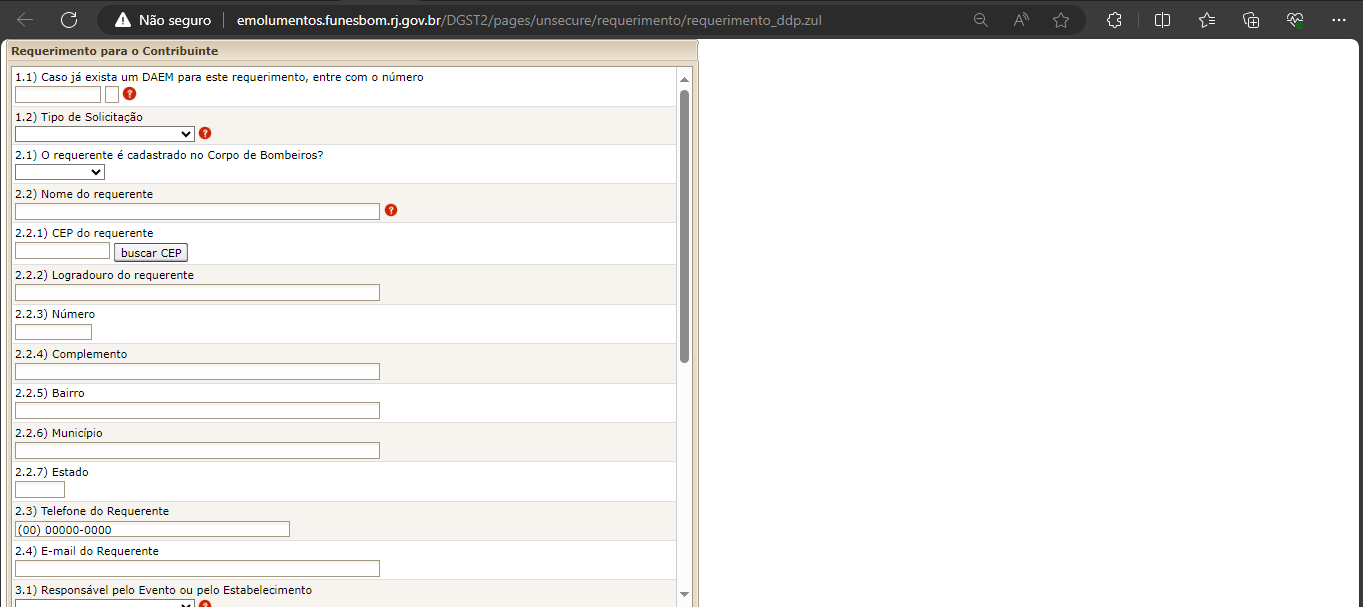 Não seguro emolumentos.funesbom.rj.gov.br/DGST2/pages/unsecure/requerimento/requerimento_ddp.zul
Requerimento para o Contribuinte
1.1) Caso já exista um DAEM para este requerimento, entre com o número
?
1.2) Tipo de Solicitação
?
2.1) O requerente é cadastrado no Corpo de Bombeiros?
2.2) Nome do requerente
?
2.2.1) CEP do requerente
buscar CEP
2.2.2) Logradouro do requerente
2.2.3) Número
2.2.4) Complemento
2.2.5) Bairro
2.2.6) Município
2.2.7) Estado
2.3) Telefone do Requerente
(00) 00000-0000
2.4) E-mail do Requerente
3.1) Responsável pelo Evento ou pelo Estabelecimento
?